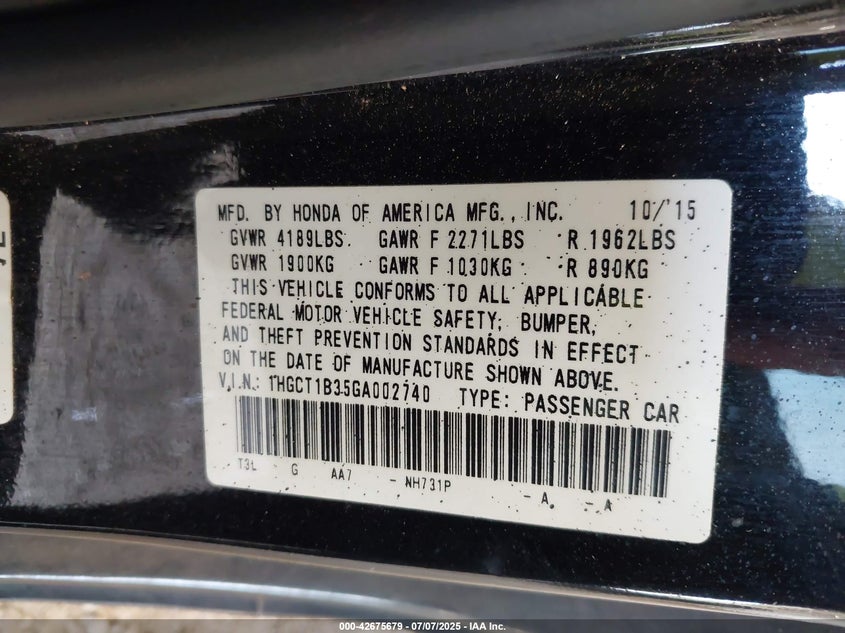 MFD. BY HONDA OF AMERICA MFG., INC. 10/'15
GVWR 4189LBS GAWR F 2271LBS R 1962LBS
GVWR 1900KG GAWR F 1030KG R 890KG
THIS VEHICLE CONFORMS TO ALL APPLICABLE
FEDERAL MOTOR VEHICLE SAFETY, BUMPER,
AND THEFT PREVENTION STANDARDS IN EFFECT
ON THE DATE OF MANUFACTURE SHOWN ABOVE.
V.I.N.: 1HGCT1B35GA002740 TYPE: PASSENGER CAR
T3L G AA7 - NH731P - A - A
000-42675679 - 07/07/2025 - IAA Inc.